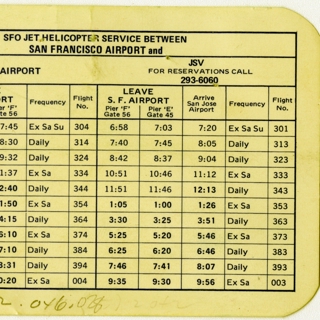 SFO JET HELICOPTER SERVICE BETWEEN
SAN FRANCISCO AIRPORT and
AIRPORT
JSV
FOR RESERVATIONS CALL
293-6060
LEAVE
S. F. AIRPORT
Pier 'F' Gate 56 Frequency Flight No. Pier 'F' Gate 56 Pier 'E' Gate 45 Arrive San Jose Airport Frequency Flight No.
7:45 Ex Sa Su 304 6:58 7:03 7:20 Ex Sa Su 301
8:30 Daily 314 7:40 7:45 8:05 Daily 313
9:32 Daily 324 8:42 8:37 9:04 Daily 323
1:37 Ex Sa 334 10:51 10:46 11:12 Ex Sa 333
2:40 Daily 344 11:51 11:46 12:13 Daily 343
1:50 Ex Sa 354 1:05 1:00 1:26 Ex Sa 353
4:15 Daily 364 3:30 3:25 3:51 Daily 363
6:10 Ex Sa 374 5:25 5:20 5:46 Ex Sa 373
7:10 Daily 384 6:25 6:20 6:46 Daily 383
8:31 Daily 394 7:46 7:41 8:07 Daily 393
0:20 Ex Sa 004 9:35 9:30 9:56 Ex Sa 003